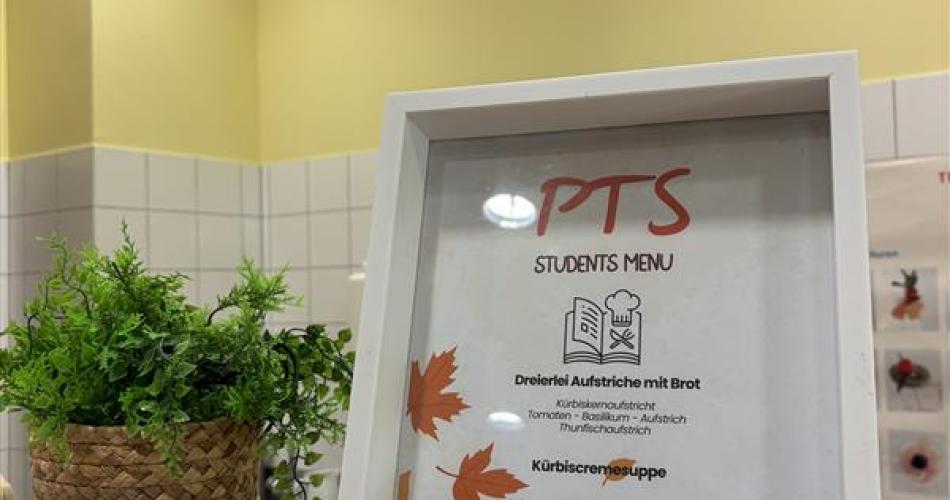 PTS
STUDENTS MENU
Dreierlei Aufstriche mit Brot
Kürbiskernaufstricht
Tomaten - Basilikum - Aufstrich
Thunfischaufstrich
Kürbiscremesuppe